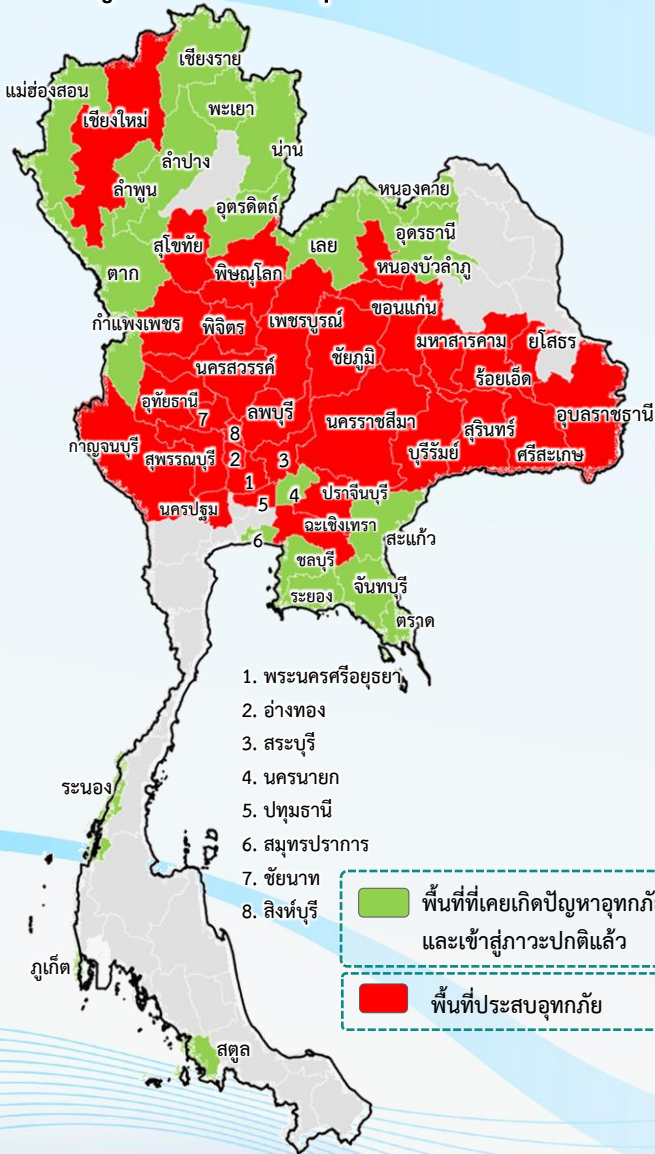 เชียงราย
แม่ฮ่องสอน
พะเยา
เชียงใหม่
น่าน
ลำปาง
ลำพูน
หนองคาย
อุตรดิตถ์
อุดรธานี
สุโขทัย
เลย
ตาก
พิษณุโลก
หนองบัวลำภู
ขอนแก่น
กำแพงเพชร
พิจิตร
เพชรบูรณ์
มหาสารคาม
ยโสธร
ชัยภูมิ
นครสวรรค์
ร้อยเอ็ด
อุทัยธานี
7
ลพบุรี
นครราชสีมา
อุบลราชธานี
8
สุรินทร์
กาญจนบุรี
สุพรรณบุรี
2
3
บุรีรัมย์
ศรีสะเกษ
1
4
ปราจีนบุรี
นครปฐม
5
ฉะเชิงเทรา
6
สะแก้ว
ชลบุรี
จันทบุรี
ระยอง
ตราด
1. พระนครศรีอยุธยา
2. อ่างทอง
3. สระบุรี
4. นครนายก
5. ปทุมธานี
6. สมุทรปราการ
7. ชัยนาท
8. สิงห์บุรี
ระนอง
ภูเก็ต
สตูล
พื้นที่ที่เคยเกิดปัญหาอุทกภัย
และเข้าสู่ภาวะปกติแล้ว
พื้นที่ประสบอุทกภัย